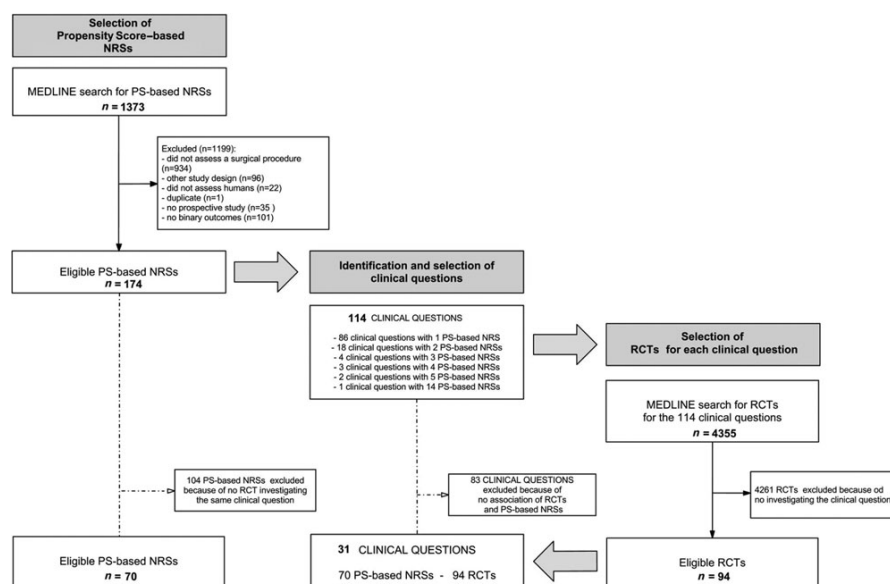 Selection of
Propensity Score–based
NRSs
MEDLINE search for PS-based NRSs
n = 1373
Excluded (n=1199):
- did not assess a surgical procedure
(n=934)
- other study design (n=96)
- did not assess humans (n=22)
- duplicate (n=1)
- no prospective study (n=35 )
- no binary outcomes (n=101)
Eligible PS-based NRSs
n = 174
Identification and selection of
clinical questions
114 CLINICAL QUESTIONS
- 86 clinical questions with 1 PS-based NRS
- 18 clinical questions with 2 PS-based NRSs
- 4 clinical questions with 3 PS-based NRSs
- 3 clinical questions with 4 PS-based NRSs
- 2 clinical questions with 5 PS-based NRSs
- 1 clinical question with 14 PS-based NRSs
Selection of
RCTs for each clinical question
MEDLINE search for RCTs
for the 114 clinical questions
n = 4355
104 PS-based NRSs excluded
because of no RCT investigating
the same clinical question
83 CLINICAL QUESTIONS
excluded because of
no association of RCTs
and PS-based NRSs
4261 RCTs excluded because od
no investigating the clinical question
Eligible PS-based NRSs
n = 70
31 CLINICAL QUESTIONS
70 PS-based NRSs - 94 RCTs
Eligible RCTs
n = 94